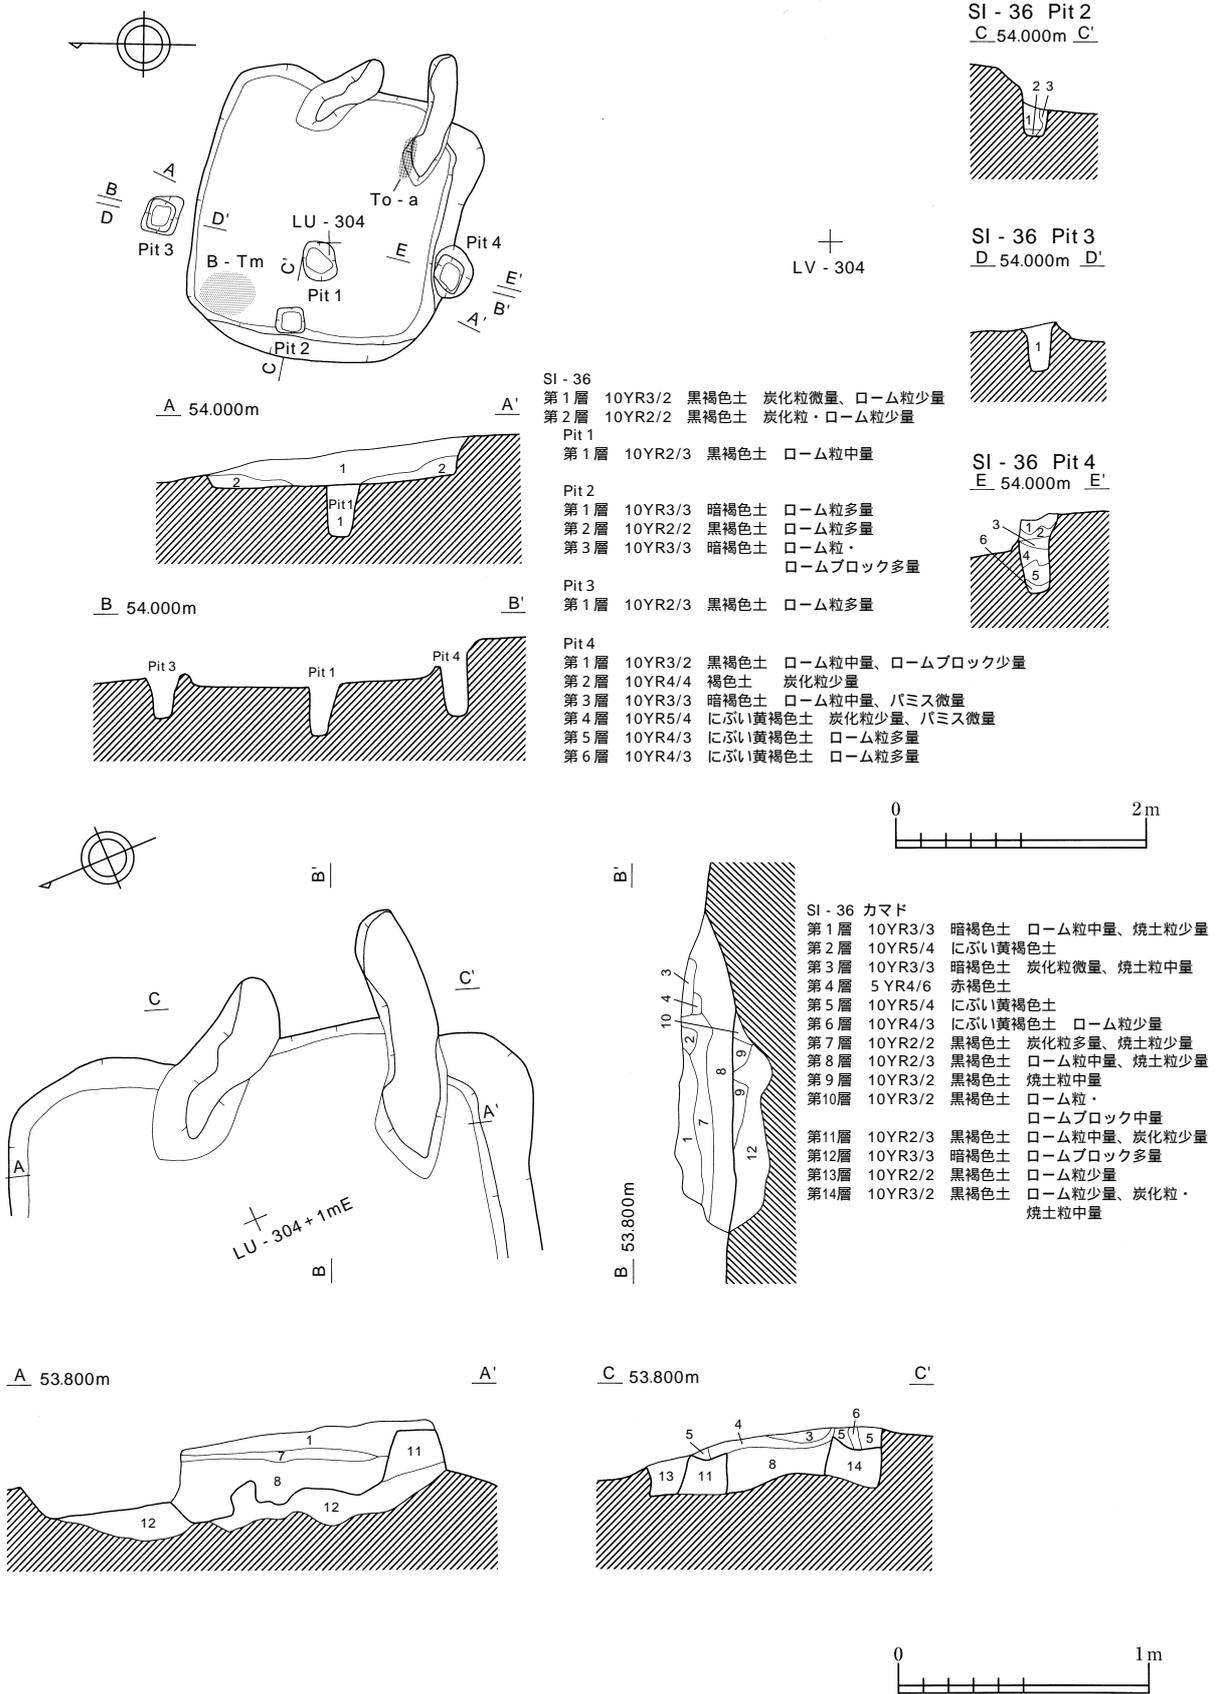 SI - 36 Pit 2
C 54.000m C'
2 3
1
A
B
D
Pit 3
D'
To - a
LU - 304
B - Tm
C'
Pit 1
E
Pit 4
E'
B'
A'
Pit 2
C
LV - 304
SI - 36 Pit 3
D 54.000m D'
1
A 54.000m A'
1
2
2
Pit 1
1
SI - 36
第1層 10YR3/2 黒褐色土 炭化粒微量、ローム粒少量
第2層 10YR2/2 黒褐色土 炭化粒・ローム粒少量
Pit 1
第1層 10YR2/3 黒褐色土 ローム粒中量
Pit 2
第1層 10YR3/3 暗褐色土 ローム粒多量
第2層 10YR2/2 黒褐色土 ローム粒多量
第3層 10YR3/3 暗褐色土 ローム粒・
ロームブロック多量
Pit 3
第1層 10YR2/3 黒褐色土 ローム粒多量
Pit 4
第1層 10YR3/2 黒褐色土 ローム粒中量、ロームブロック少量
第2層 10YR4/4 褐色土 炭化粒少量
第3層 10YR3/3 暗褐色土 ローム粒中量、パミス微量
第4層 10YR5/4 にぶい黄褐色土 炭化粒少量、パミス微量
第5層 10YR4/3 にぶい黄褐色土 ローム粒多量
第6層 10YR4/3 にぶい黄褐色土 ローム粒多量
SI - 36 Pit 4
E 54.000m E'
3
6
1
2
4
5
B 54.000m B'
Pit 3
Pit 1
Pit 4
0 2m
B'
C
C'
A
A'
LU - 304 + 1mE
B
B'
3
4
10
2
9
8
9
1
7
12
B 53.800m
SI - 36 カマド
第1層 10YR3/3 暗褐色土 ローム粒中量、焼土粒少量
第2層 10YR5/4 にぶい黄褐色土
第3層 10YR3/3 暗褐色土 炭化粒微量、焼土粒中量
第4層 5YR4/6 赤褐色土
第5層 10YR5/4 にぶい黄褐色土
第6層 10YR4/3 にぶい黄褐色土 ローム粒少量
第7層 10YR2/2 黒褐色土 炭化粒多量、焼土粒少量
第8層 10YR2/3 黒褐色土 ローム粒中量、焼土粒少量
第9層 10YR3/2 黒褐色土 焼土粒中量
第10層 10YR3/2 黒褐色土 ローム粒・
ロームブロック中量
第11層 10YR2/3 黒褐色土 ローム粒中量、炭化粒少量
第12層 10YR3/3 暗褐色土 ロームブロック多量
第13層 10YR2/2 黒褐色土 ローム粒少量
第14層 10YR3/2 黒褐色土 ローム粒少量、炭化粒・
焼土粒中量
A 53.800m A'
1
7
8
11
12
12
C 53.800m C'
5
4
3
6
5
5
13
11
8
14
0 1m